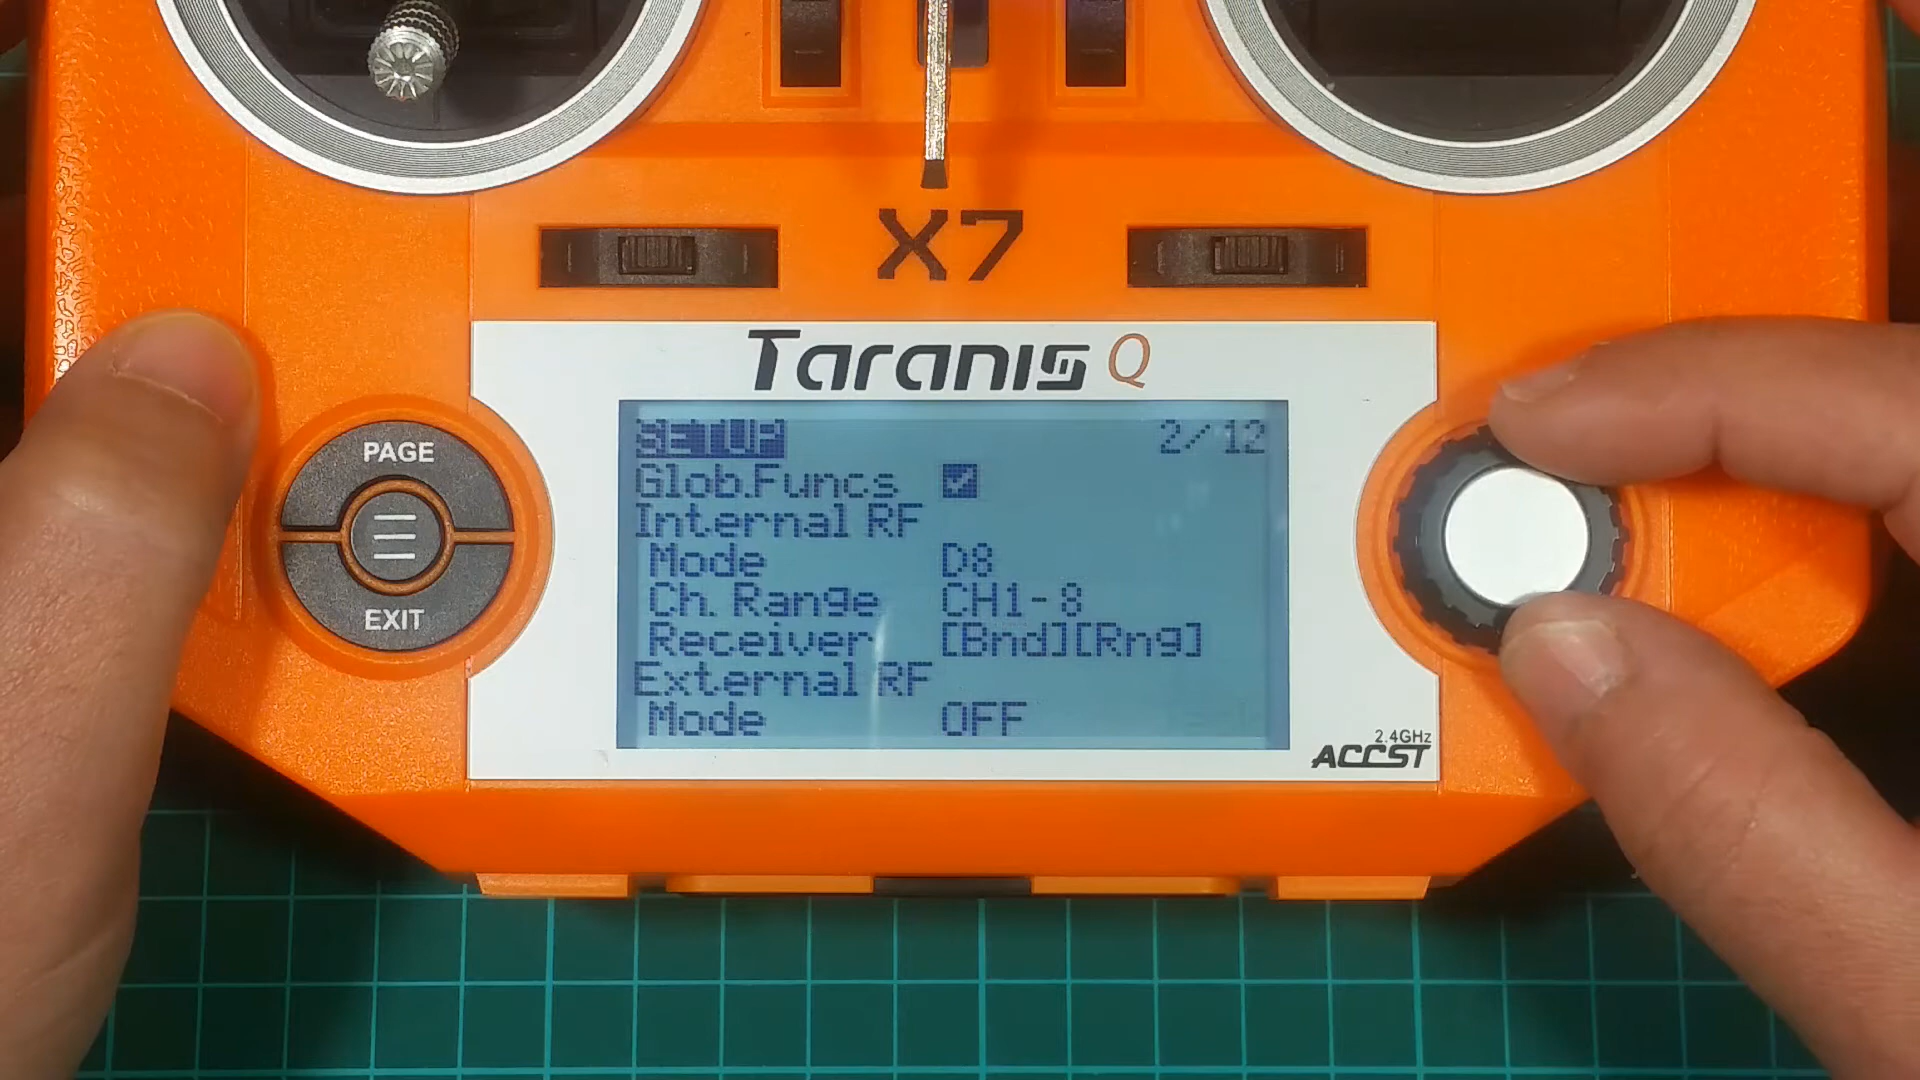 X7
Taranis Q
PAGE
EXIT
SETUP 2/12
Glob.Funcs
Internal RF
Mode D8
Ch. Range CH1-8
Receiver [Bnd][Rng]
External RF
Mode OFF
2.4GHz
ACCST